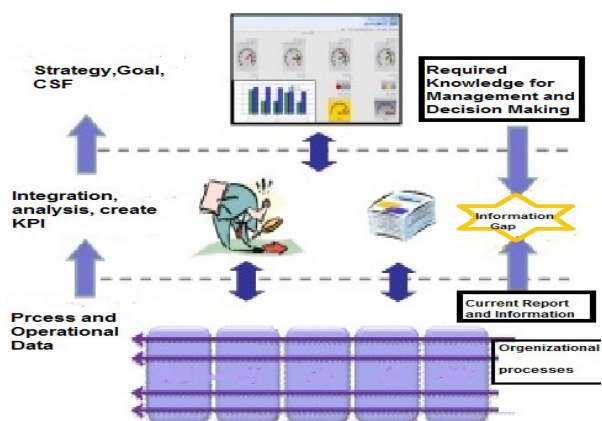 Strategy,Goal,
CSF
Required
Knowledge for
Management and
Decision Making
Integration,
analysis, create
KPI
Information
Gap
Current Report
and Information
Prcess and
Operational
Data
Orgenizational
processes